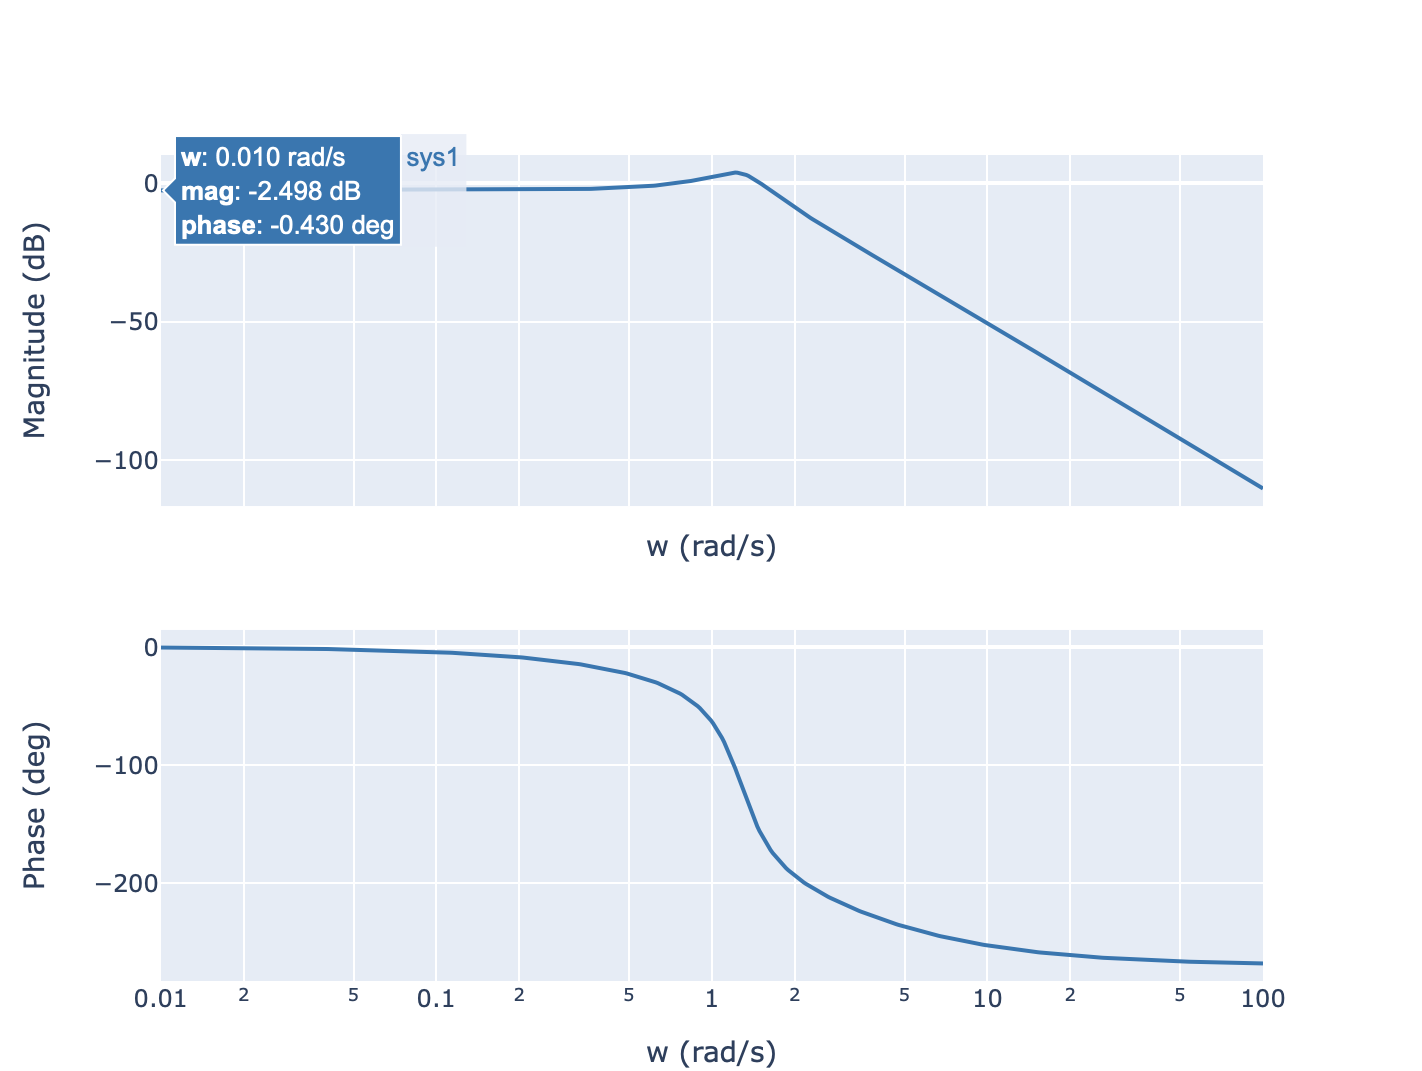 w: 0.010 rad/s
sys1
mag: -2.498 dB
phase: -0.430 deg
0
−50
−100
Magnitude (dB)
w (rad/s)
0
−100
−200
Phase (deg)
0.01 2 5 0.1 2 5 1 2 5 10 2 5 100
w (rad/s)